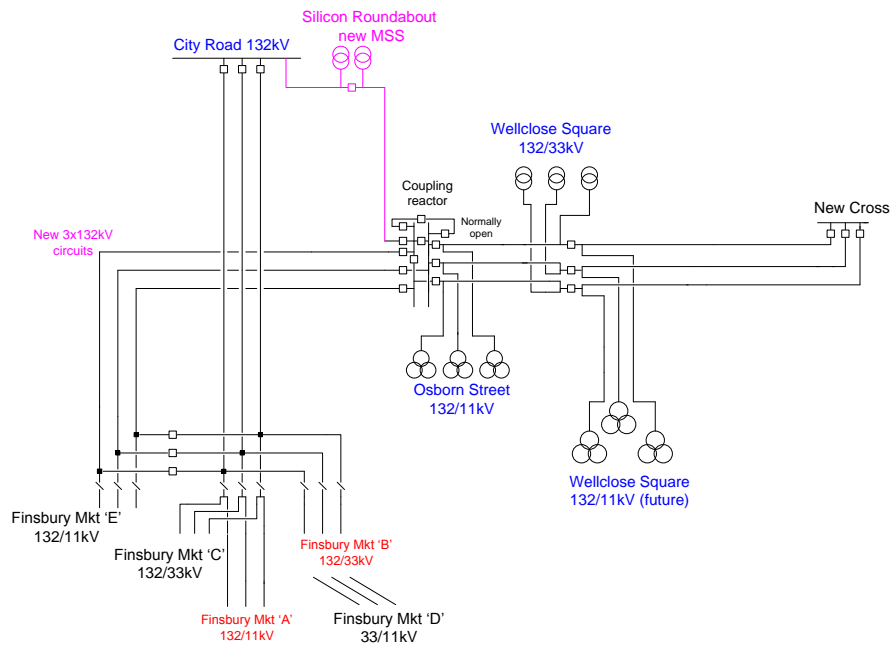 Silicon Roundabout
new MSS
City Road 132kV
Wellclose Square
132/33kV
Coupling
reactor
Normally
open
New Cross
New 3x132kV
circuits
Osborn Street
132/11kV
Wellclose Square
132/11kV (future)
Finsbury Mkt ‘E’
132/11kV
Finsbury Mkt ‘C’
132/33kV
Finsbury Mkt ‘B’
132/33kV
Finsbury Mkt ‘A’
132/11kV
Finsbury Mkt ‘D’
33/11kV